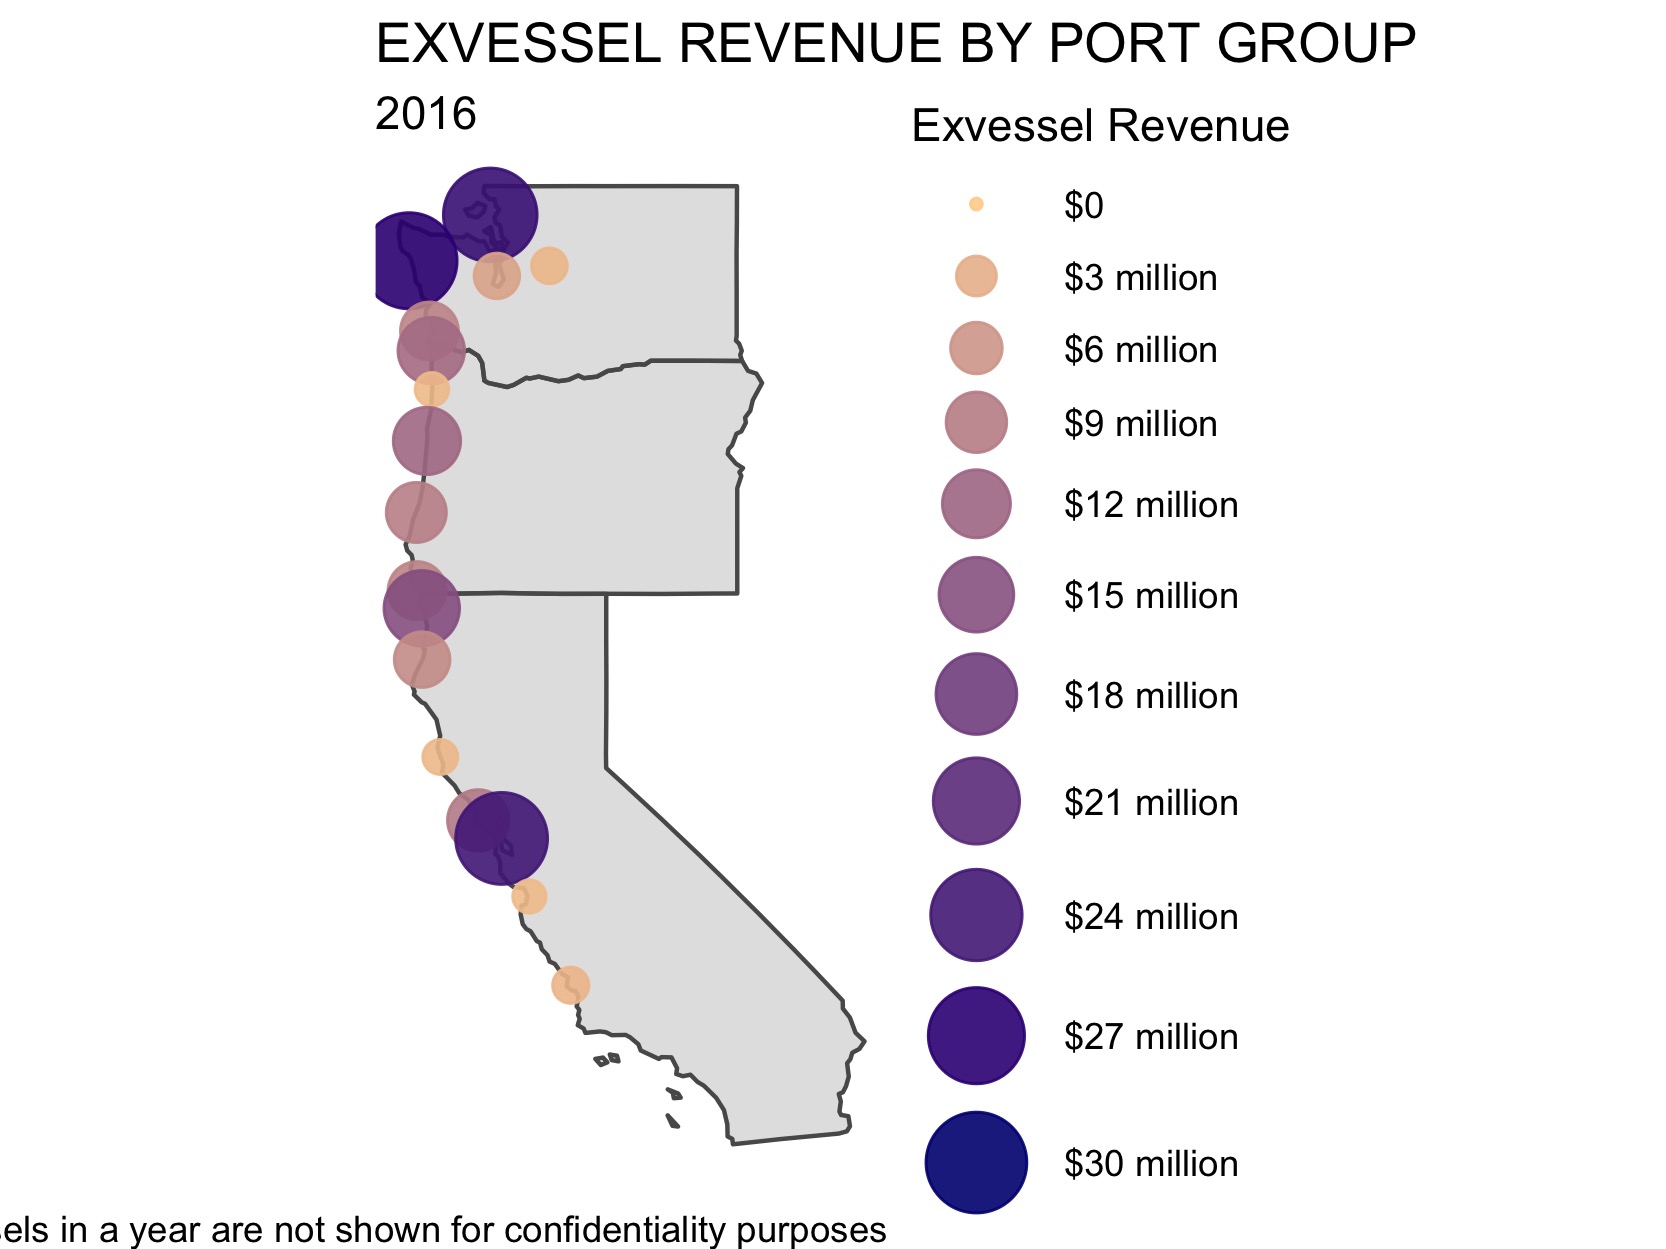 EXVESSEL REVENUE BY PORT GROUP
2016
Exvessel Revenue
$0
$3 million
$6 million
$9 million
$12 million
$15 million
$18 million
$21 million
$24 million
$27 million
$30 million
in a year are not shown for confidentiality purposes